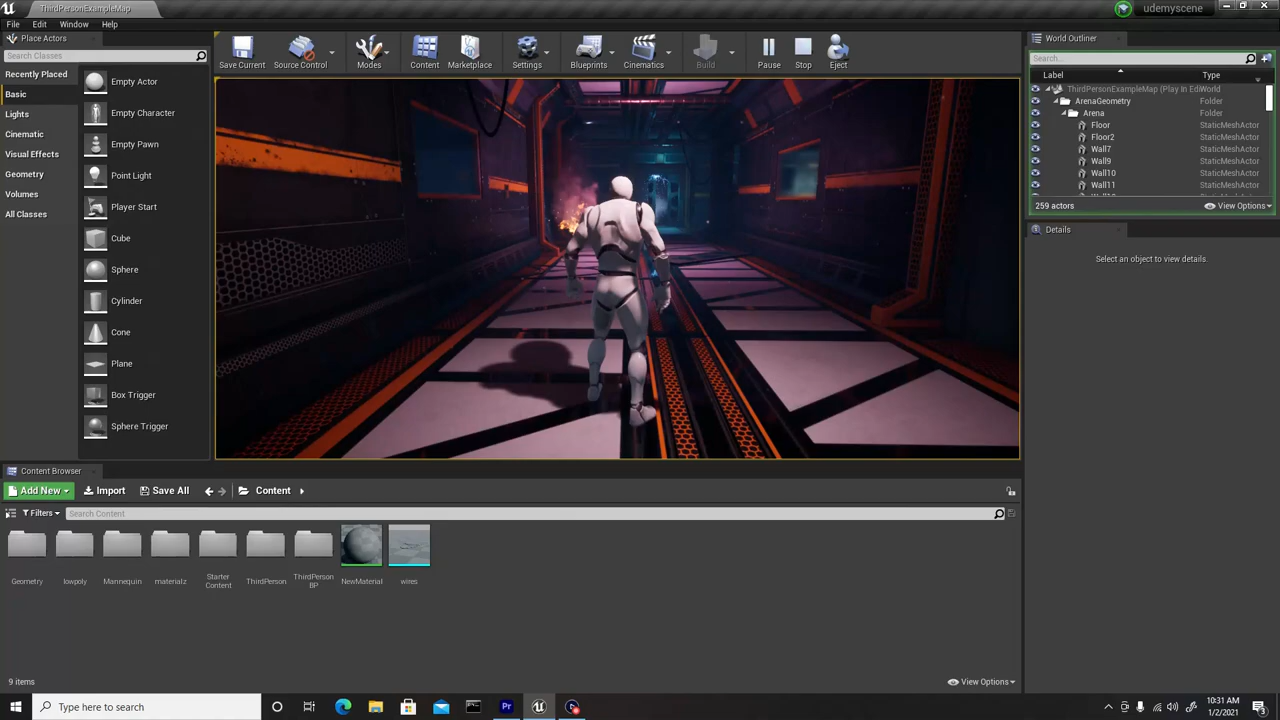 ThirdPersonExampleMap
udemyscene
File Edit Window Help
Place Actors
Search Classes
Recently Placed
Basic
Lights
Cinematic
Visual Effects
Geometry
Volumes
All Classes
Empty Actor
Empty Character
Empty Pawn
Point Light
Player Start
Cube
Sphere
Cylinder
Cone
Plane
Box Trigger
Sphere Trigger
Save Current
Source Control
Modes
Content
Marketplace
Settings
Blueprints
Cinematics
Build
Pause
Stop
Eject
World Outliner
Search...
Label Type
ThirdPersonExampleMap (Play In Edi World
ArenaGeometry Folder
Arena Folder
Floor StaticMeshActor
Floor2 StaticMeshActor
Wall7 StaticMeshActor
Wall9 StaticMeshActor
Wall10 StaticMeshActor
Wall11 StaticMeshActor
259 actors View Options
Details
Select an object to view details.
Content Browser
Add New Import Save All Content
Filters Search Content
Geometry
lowpoly
Mannequin
materialz
Starter
Content
ThirdPerson
ThirdPerson
BP
NewMaterial
wires
9 items View Options
Type here to search
Pr
10:31 AM
1/2/2021
3